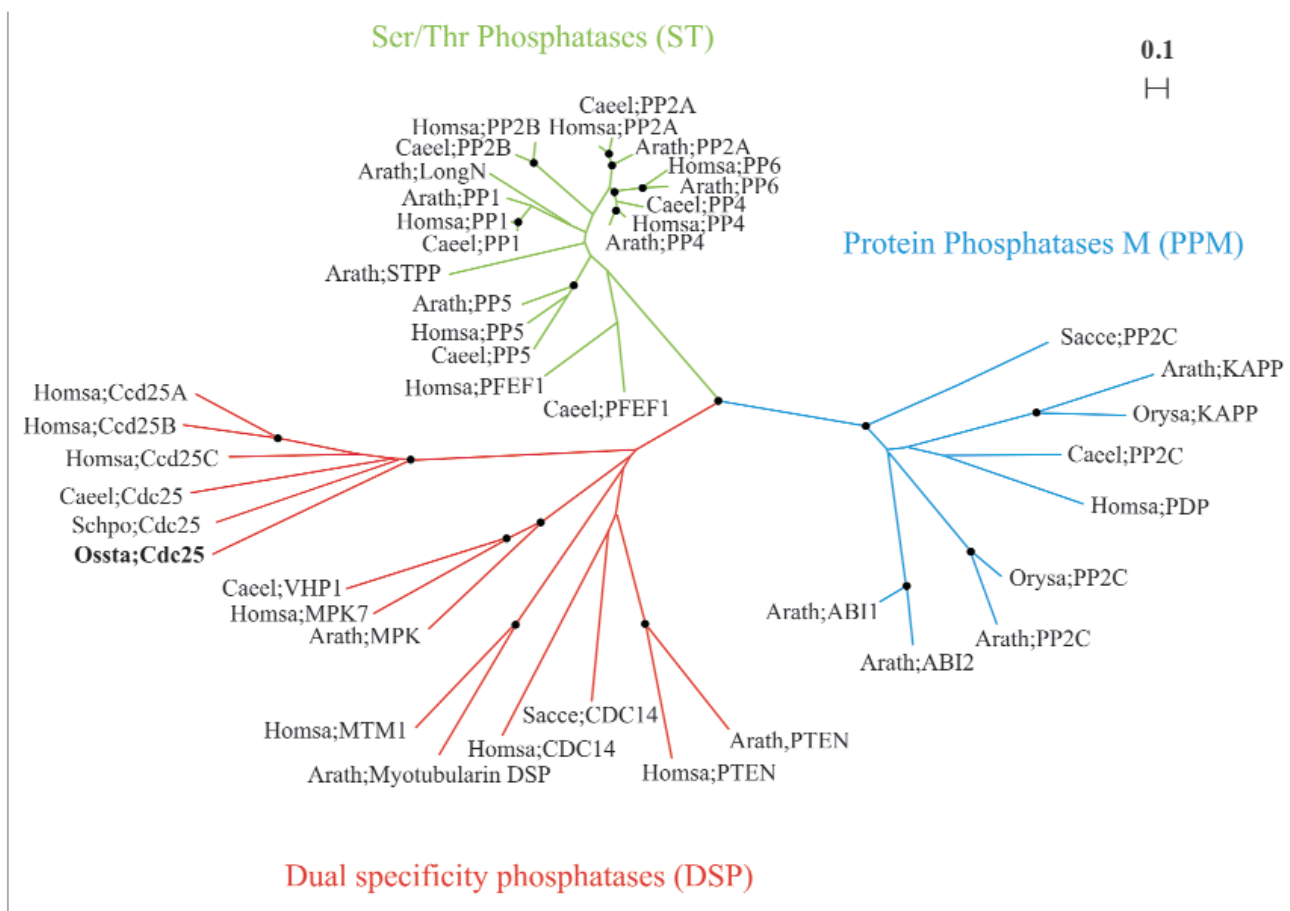 Ser/Thr Phosphatases (ST)
0.1
Caeel;PP2A
Homsa;PP2B
Homsa;PP2A
Caeel;PP2B
Arath;PP2A
Arath;LongN
Homsa;PP6
Arath;PP6
Arath;PP1
Caeel;PP4
Homsa;PP1
Homsa;PP4
Caeel;PP1
Arath;PP4
Protein Phosphatases M (PPM)
Arath;STPP
Arath;PP5
Homsa;PP5
Caeel;PP5
Sacce;PP2C
Arath;KAPP
Homsa;PFEF1
Caeel;PFEF1
Homsa;Ccd25A
Orysa;KAPP
Homsa;Ccd25B
Homsa;Ccd25C
Caeel;PP2C
Caeel;Cdc25
Homsa;PDP
Schpo;Cdc25
Ossta;Cdc25
Orysa;PP2C
Caeel;VHP1
Homsa;MPK7
Arath;ABI1
Arath;MPK
Arath;PP2C
Arath;ABI2
Sacce;CDC14
Homsa;MTM1
Arath,PTEN
Homsa;CDC14
Arath;Myotubularin DSP
Homsa;PTEN
Dual specificity phosphatases (DSP)